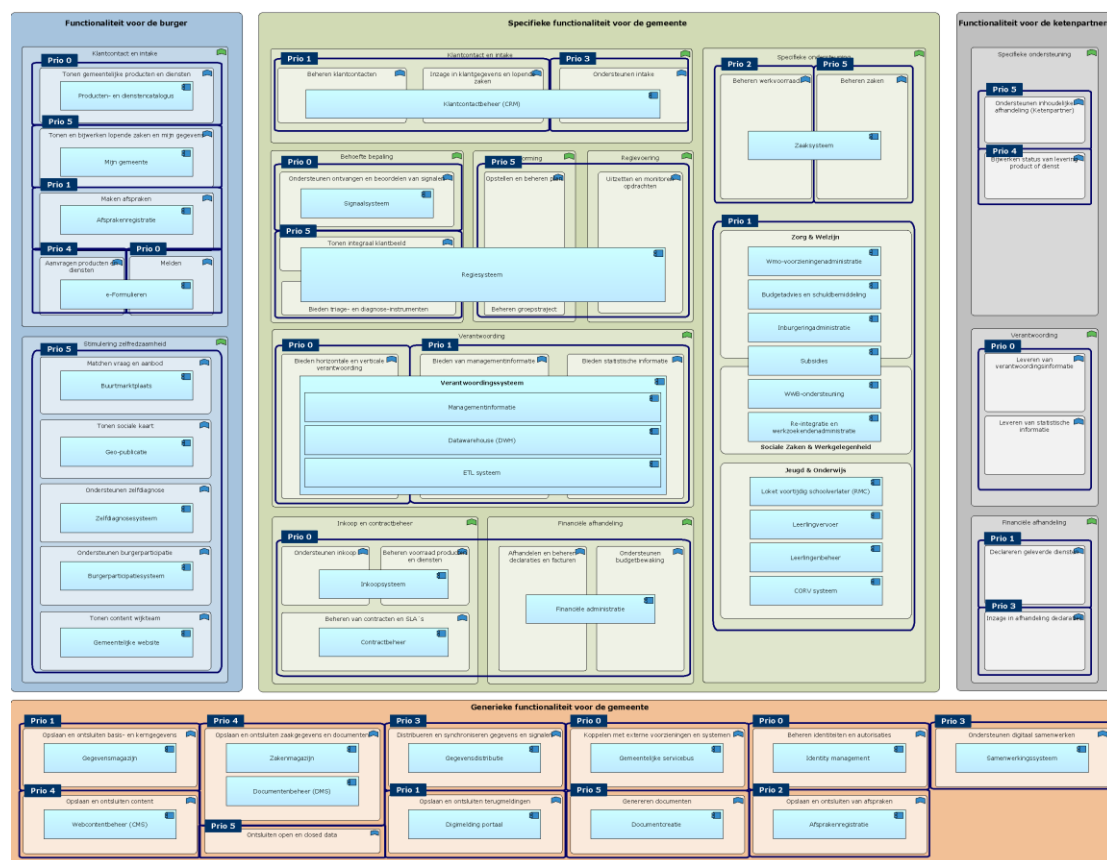 Functionaliteit voor de burger
Klantcontact en intake
Prio 0
Tonen gemeentelijke producten en diensten
Producten- en dienstencatalogus
Prio 5
Tonen en bijwerken lopende zaken en mijn gegevens
Mijn gemeente
Prio 1
Maken afspraken
Afsprakenregistratie
Prio 4
Prio 0
Aanvragen producten en
diensten
Melden
e-Formulieren
Stimulering zelfredzaamheid
Prio 5
Matchen vraag en aanbod
Buurtmarktplaats
Tonen sociale kaart
Geo-publicatie
Ondersteunen zelfdiagnose
Zelfdiagnosesysteem
Ondersteunen burgerparticipatie
Burgerparticipatiesysteem
Tonen content wijkteam
Gemeentelijke website
Specifieke functionaliteit voor de gemeente
Klantcontact en intake
Prio 1
Prio 3
Beheren klantcontacten
Inzage in klantgegevens en lopende
zaken
Ondersteunen intake
Klantcontactbeheer (CRM)
Behoefte bepaling
Regievoering
Prio 0
Prio 5
Ondersteunen ontvangen en beoordelen van signalen
Opstellen en beheren plan
Uitzetten en monitoren
opdrachten
Signaalsysteem
Prio 5
Tonen integraal klantbeeld
Regiesysteem
Bieden triage- en diagnose-instrumenten
Beheren groepstraject
Verantwoording
Prio 0
Prio 1
Bieden horizontale en verticale
verantwoording
Bieden van managementinformatie
Bieden statistische informatie
Verantwoordingssysteem
Managementinformatie
Datawarehouse (DWH)
ETL systeem
Inkoop en contractbeheer
Financiële afhandeling
Prio 0
Ondersteunen inkoop
Beheren voorraad producten
en diensten
Afhandelen en beheren
declaraties en facturen
Ondersteunen
budgetbewaking
Inkoopsysteem
Financiële administratie
Beheren van contracten en SLA´s
Contractbeheer
Specifieke
Prio 2
Prio 5
Beheren werkvoorraad
Beheren zaken
Zaaksysteem
Prio 1
Zorg & Welzijn
Wmo-voorzieningenadministratie
Budgetadvies en schuldbemiddeling
Inburgeringadministratie
Subsidies
WWB-ondersteuning
Re-integratie en
werkzoekendenadministratie
Sociale Zaken & Werkgelegenheid
Jeugd & Onderwijs
Loket voortijdig schoolverlater (RMC)
Leerlingvervoer
Leerlingenbeheer
CORV systeem
Functionaliteit voor de ketenpartner
Specifieke ondersteuning
Prio 5
Ondersteunen inhoudelijke
afhandeling (Ketenpartner)
Prio 4
Bijwerken status van levering
product of dienst
Verantwoording
Prio 0
Leveren van
verantwoordingsinformatie
Leveren van statistische
informatie
Financiële afhandeling
Prio 1
Declareren geleverde diensten
Prio 3
Inzage in afhandeling declaraties
Generieke functionaliteit voor de gemeente
Prio 1
Opslaan en ontsluiten basis- en kerngegevens
Gegevensmagazijn
Prio 4
Opslaan en ontsluiten content
Webcontentbeheer (CMS)
Prio 4
Opslaan en ontsluiten zaakgegevens en documenten
Zakenmagazijn
Documentenbeheer (DMS)
Prio 5
Ontsluiten open en closed data
Prio 3
Distribueren en synchroniseren gegevens en signalen
Gegevensdistributie
Prio 1
Opslaan en ontsluiten terugmeldingen
Digimelding portaal
Prio 0
Koppelen met externe voorzieningen en systemen
Gemeentelijke servicebus
Prio 5
Genereren documenten
Documentcreatie
Prio 0
Beheren identiteiten en autorisaties
Identity management
Prio 2
Opslaan en ontsluiten van afspraken
Afsprakenregistratie
Prio 3
Ondersteunen digitaal samenwerken
Samenwerkingssysteem